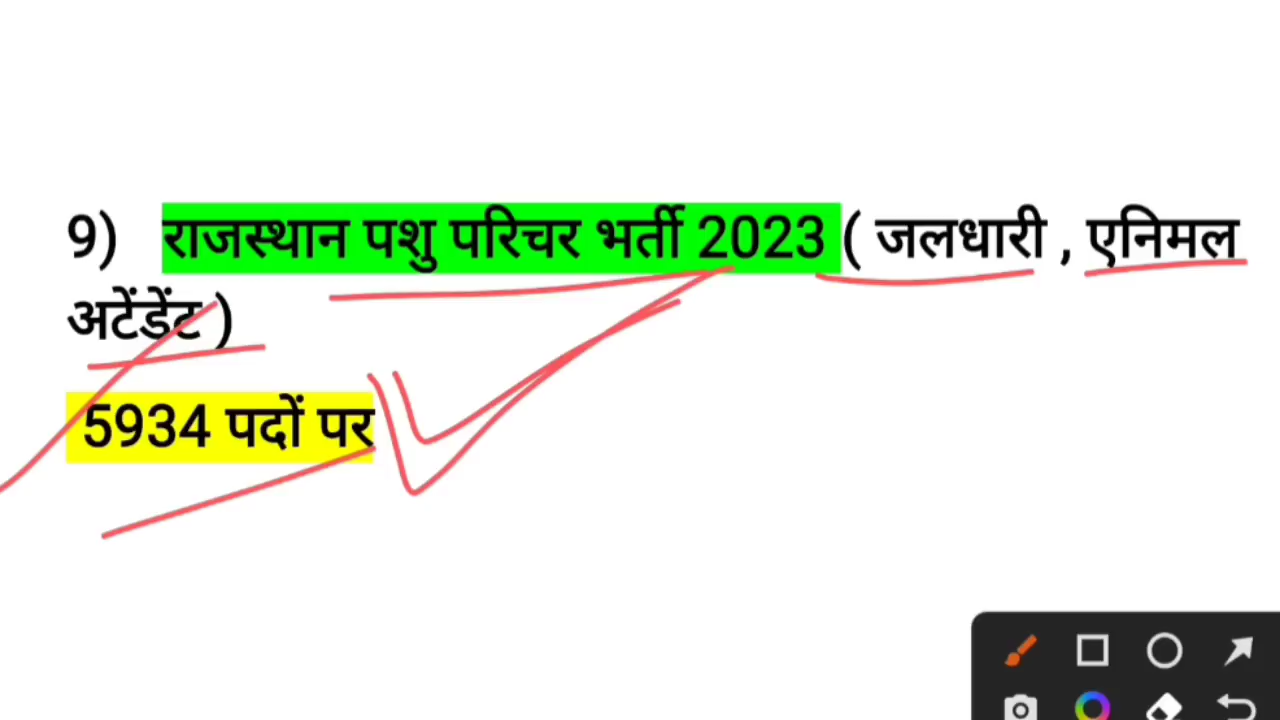 9) राजस्थान पशु परिचर भर्ती 2023 ( जलधारी , एनिमल
अटेंडेंट )
5934 पदों पर